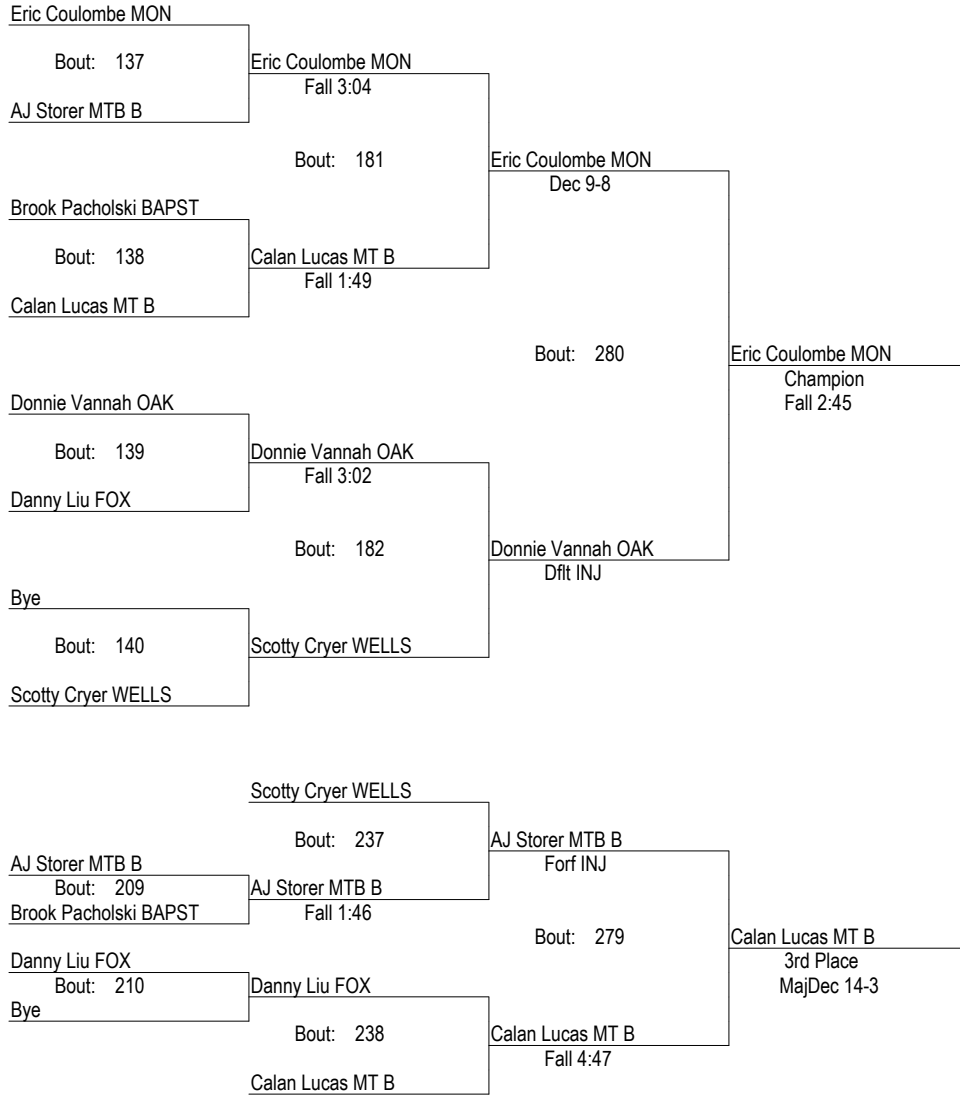 Eric Coulombe MON
Bout: 137
Eric Coulombe MON
Fall 3:04
AJ Storer MTB B
Bout: 181
Eric Coulombe MON
Dec 9-8
Brook Pacholski BAPST
Bout: 138
Calan Lucas MT B
Fall 1:49
Calan Lucas MT B
Bout: 280
Eric Coulombe MON
Champion
Fall 2:45
Donnie Vannah OAK
Bout: 139
Donnie Vannah OAK
Fall 3:02
Danny Liu FOX
Bout: 182
Donnie Vannah OAK
Dflt INJ
Bye
Bout: 140
Scotty Cryer WELLS
Scotty Cryer WELLS
Scotty Cryer WELLS
Bout: 237
AJ Storer MTB B
Forf INJ
AJ Storer MTB B
Bout: 209
AJ Storer MTB B
Brook Pacholski BAPST
Fall 1:46
Bout: 279
Calan Lucas MT B
3rd Place
MajDec 14-3
Danny Liu FOX
Bout: 210
Danny Liu FOX
Bye
Bout: 238
Calan Lucas MT B
Fall 4:47
Calan Lucas MT B